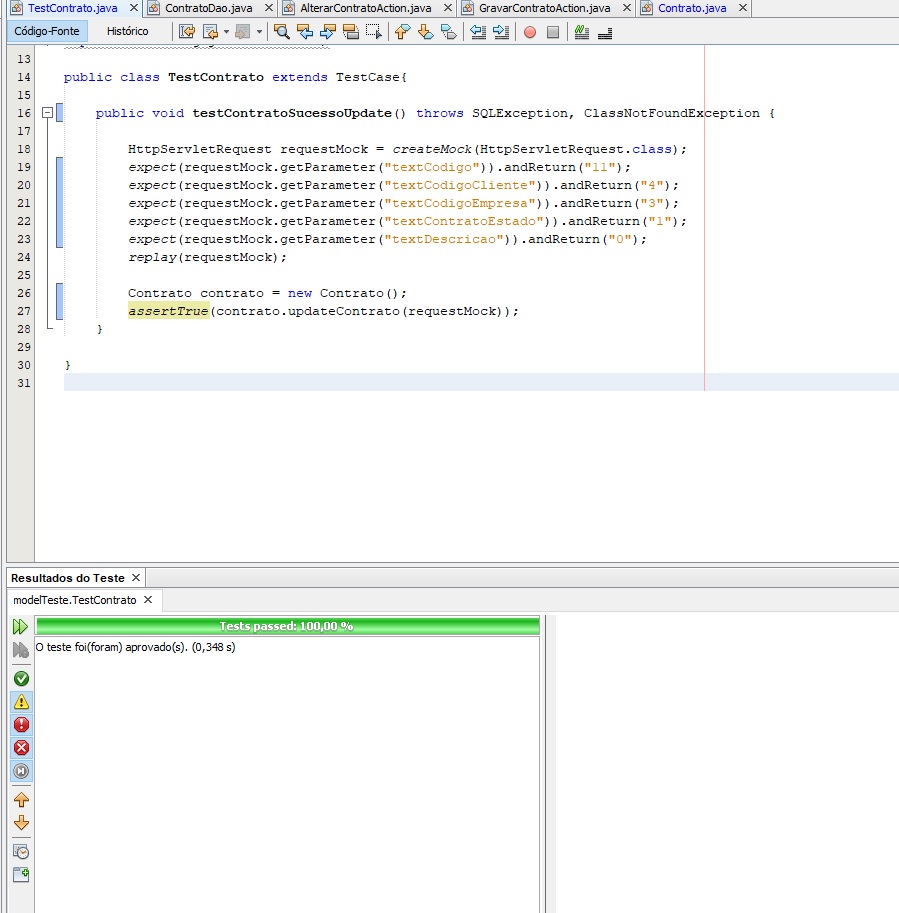 TestContrato.java ContratoDao.java AlterarContratoAction.java GravarContratoAction.java Contrato.java
Código-Fonte Histórico
13
14 public class TestContrato extends TestCase{
15
16 public void testContratoSucessoUpdate() throws SQLException, ClassNotFoundException {
17
18 HttpServletRequest requestMock = createMock(HttpServletRequest.class);
19 expect(requestMock.getParameter("textCodigo")).andReturn("11");
20 expect(requestMock.getParameter("textCodigoCliente")).andReturn("4");
21 expect(requestMock.getParameter("textCodigoEmpresa")).andReturn("3");
22 expect(requestMock.getParameter("textContratoEstado")).andReturn("1");
23 expect(requestMock.getParameter("textDescricao")).andReturn("0");
24 replay(requestMock);
25
26 Contrato contrato = new Contrato();
27 assertTrue(contrato.updateContrato(requestMock));
28 }
29
30 }
31
Resultados do Teste
modelTeste.TestContrato
Tests passed: 100,00 %
O teste foi(foram) aprovado(s). (0,348 s)